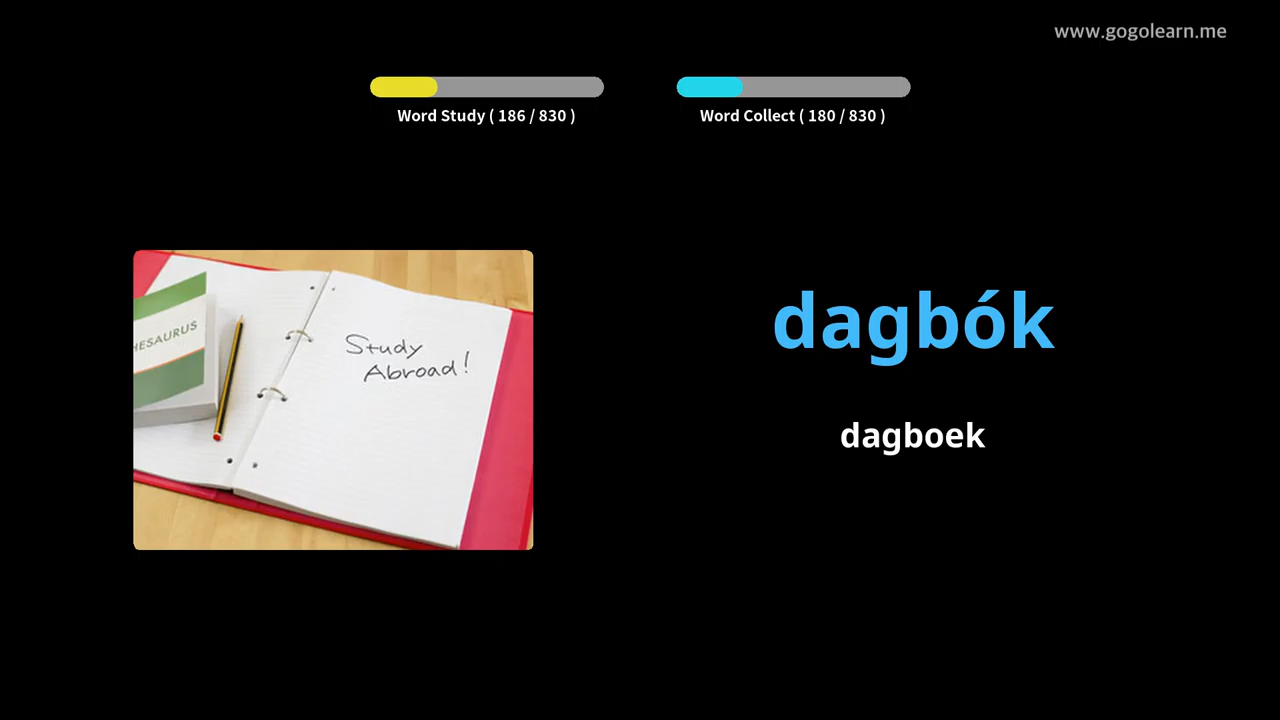 www.gogolearn.me
Word Study ( 186 / 830 )
Word Collect ( 180 / 830 )
HESAURUS
Study
Abroad!
dagbók
dagboek